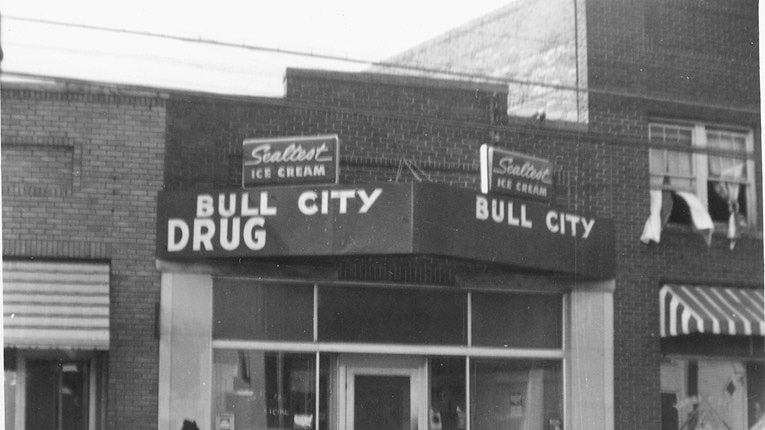 Sealtest
ICE CREAM
BULL CITY
DRUG
Sealtest
ICE CREAM
BULL CITY